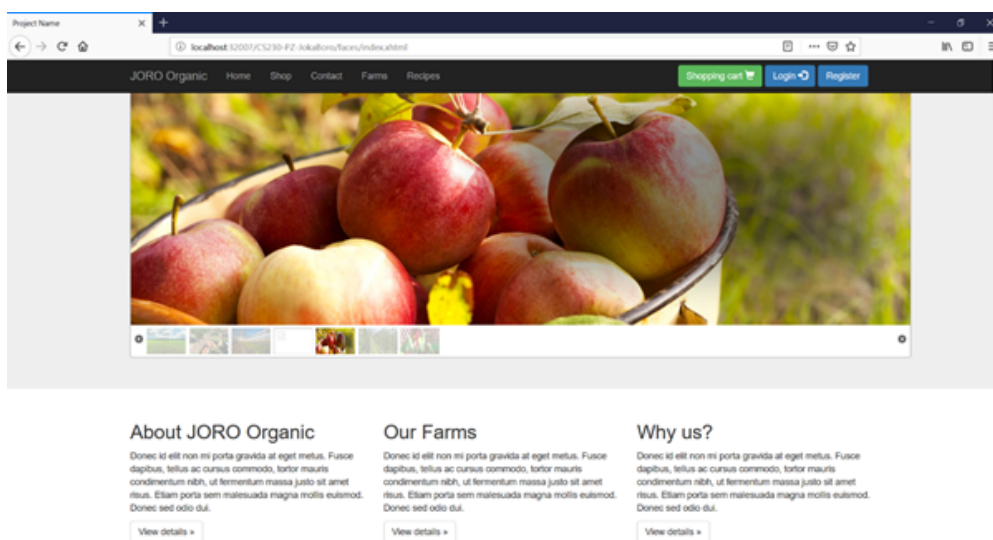 Project Name
localhost:32007/CS230-PZ-JokaBoro/faces/index.xhtml
JORO Organic Home Shop Contact Farms Recipes Shopping cart Login Register
About JORO Organic
Donec id elit non mi porta gravida at eget metus. Fusce
dapibus, tellus ac cursus commodo, tortor mauris
condimentum nibh, ut fermentum massa justo sit amet
risus. Etiam porta sem malesuada magna mollis euismod.
Donec sed odio dui.
View details »
Our Farms
Donec id elit non mi porta gravida at eget metus. Fusce
dapibus, tellus ac cursus commodo, tortor mauris
condimentum nibh, ut fermentum massa justo sit amet
risus. Etiam porta sem malesuada magna mollis euismod.
Donec sed odio dui.
View details »
Why us?
Donec id elit non mi porta gravida at eget metus. Fusce
dapibus, tellus ac cursus commodo, tortor mauris
condimentum nibh, ut fermentum massa justo sit amet
risus. Etiam porta sem malesuada magna mollis euismod.
Donec sed odio dui.
View details »